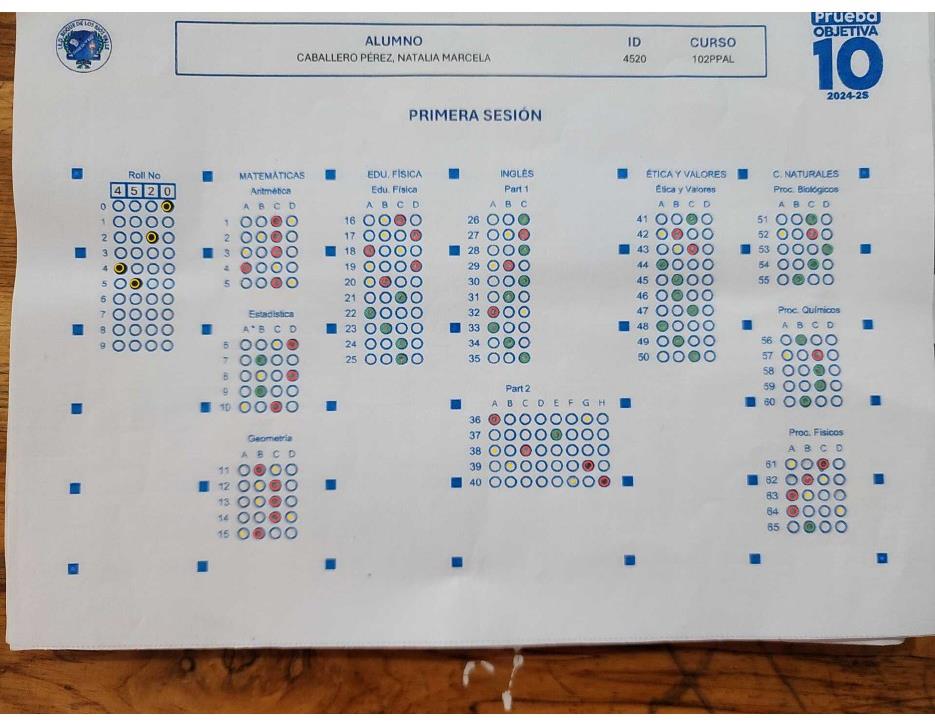 I.E.D. DUQUE DE LOS RIOS VALLE
ALUMNO ID CURSO
CABALLERO PÉREZ, NATALIA MARCELA 4520 102PPAL
Prueba
OBJETIVA
10
2024-2S
PRIMERA SESIÓN
Roll No
4 5 2 0
0
1
2
3
4
5
6
7
8
9
MATEMÁTICAS
Aritmética
A B C D
1
2
3
4
5
Estadística
A B C D
6
7
8
9
10
Geometría
A B C D
11
12
13
14
15
EDU. FÍSICA
Edu. Física
A B C D
16
17
18
19
20
21
22
23
24
25
INGLÉS
Part 1
A B C
26
27
28
29
30
31
32
33
34
35
Part 2
A B C D E F G H
36
37
38
39
40
ÉTICA Y VALORES
Ética y Valores
A B C D
41
42
43
44
45
46
47
48
49
50
C. NATURALES
Proc. Biológicos
A B C D
51
52
53
54
55
Proc. Químicos
A B C D
56
57
58
59
60
Proc. Físicos
A B C D
61
62
63
64
65